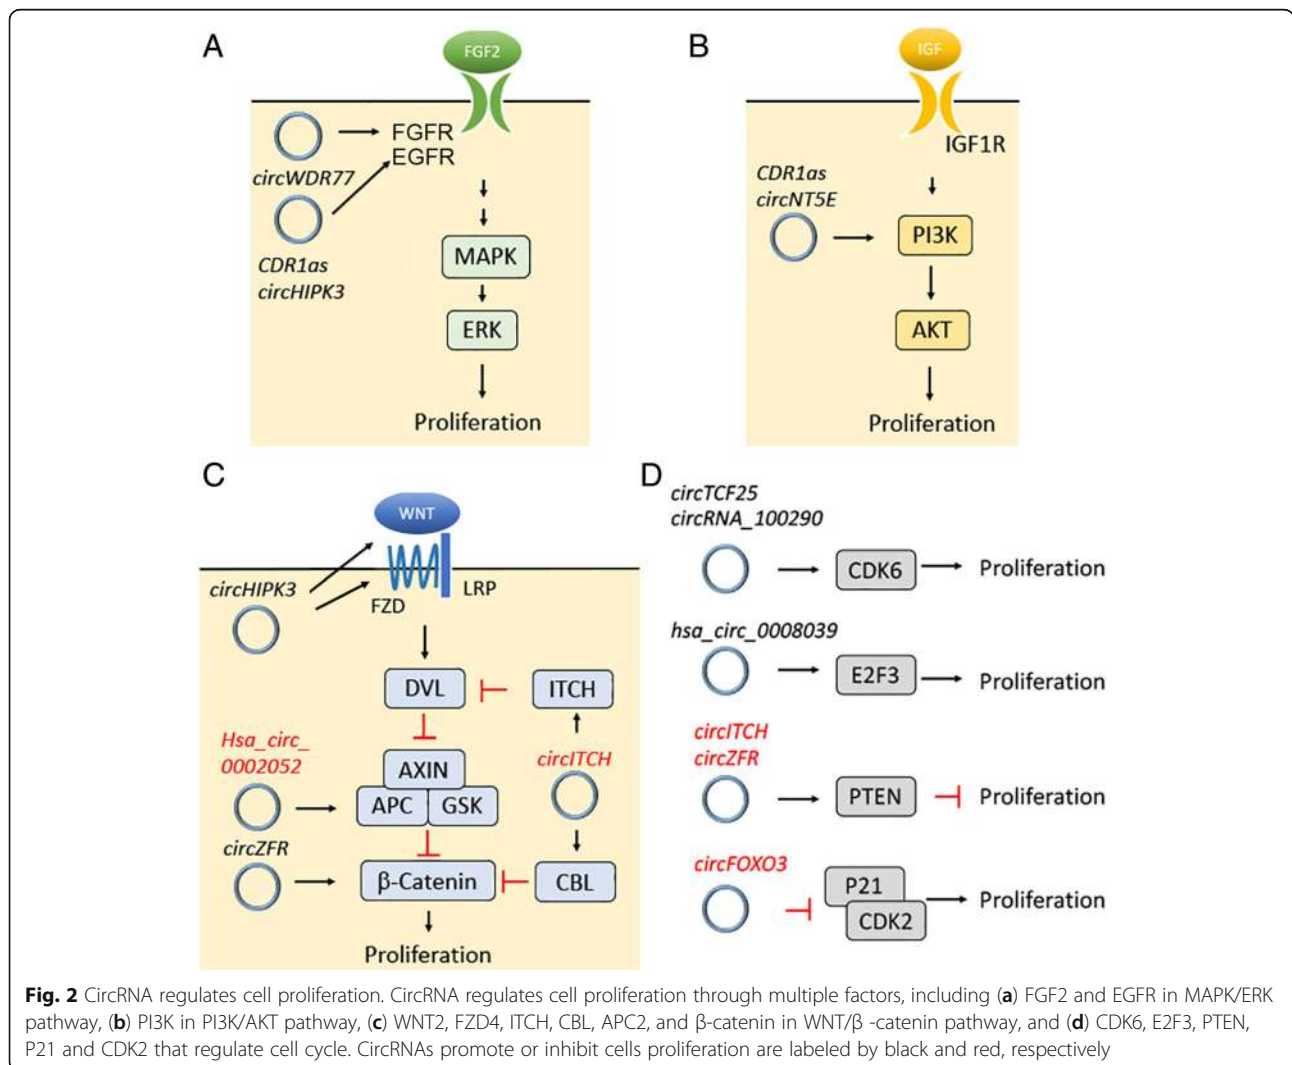 A
FGF2
FGFR
EGFR
circWDR77
CDR1as
circHIPK3
MAPK
ERK
Proliferation
B
IGF
IGF1R
CDR1as
circNT5E
PI3K
AKT
Proliferation
C
WNT
circHIPK3
FZD
LRP
DVL
ITCH
Hsa_circ_
0002052
AXIN
APC
GSK
circITCH
circZFR
β-Catenin
CBL
Proliferation
D
circTCF25
circRNA_100290
CDK6
Proliferation
hsa_circ_0008039
E2F3
Proliferation
circITCH
circZFR
PTEN
Proliferation
circFOXO3
P21
CDK2
Proliferation
Fig. 2 CircRNA regulates cell proliferation. CircRNA regulates cell proliferation through multiple factors, including (a) FGF2 and EGFR in MAPK/ERK
pathway, (b) PI3K in PI3K/AKT pathway, (c) WNT2, FZD4, ITCH, CBL, APC2, and β-catenin in WNT/β -catenin pathway, and (d) CDK6, E2F3, PTEN,
P21 and CDK2 that regulate cell cycle. CircRNAs promote or inhibit cells proliferation are labeled by black and red, respectively